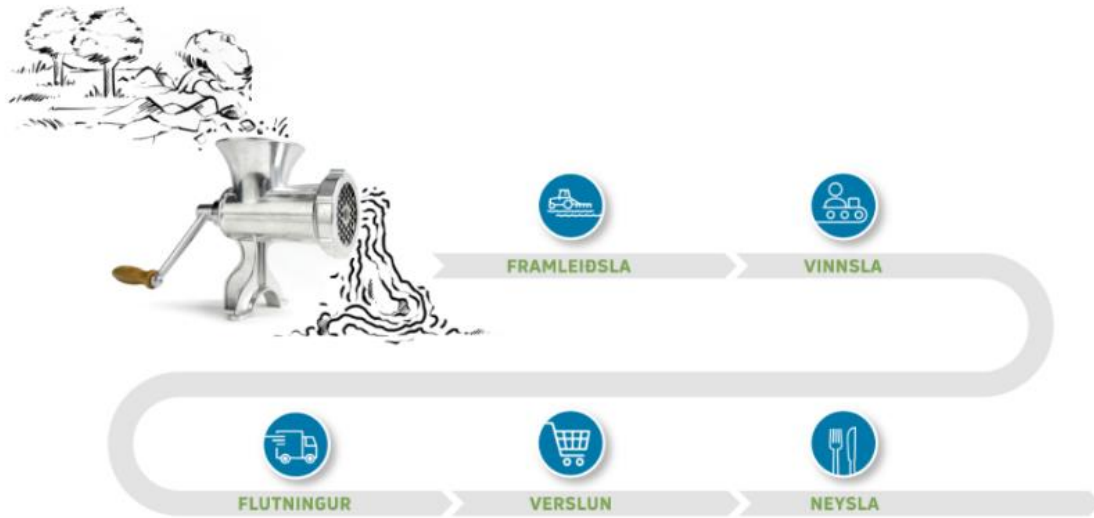 FRAMLEIÐSLA
VINNSLA
FLUTNINGUR
VERSLUN
NEYSLA